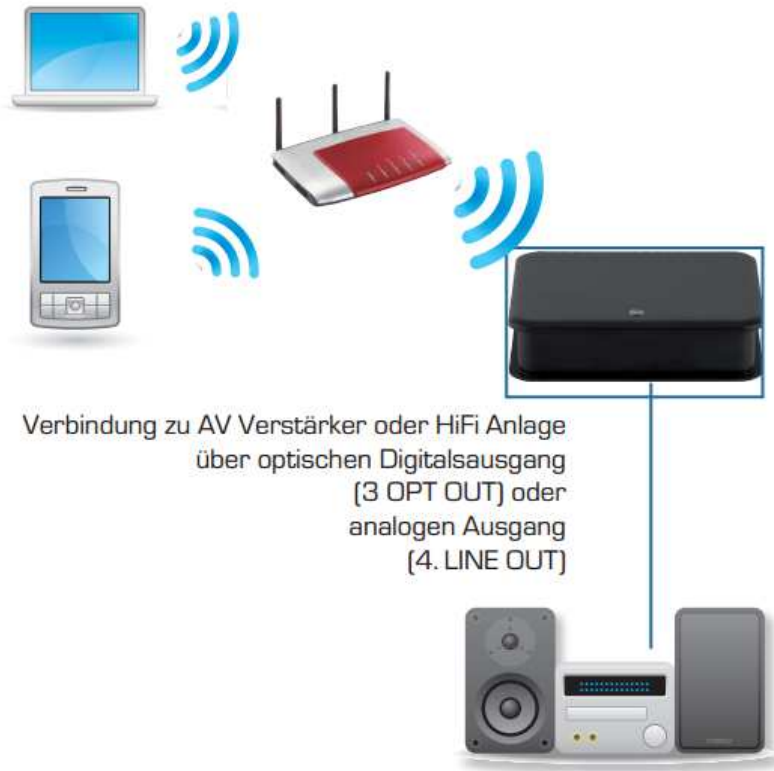 Verbindung zu AV Verstärker oder HiFi Anlage
über optischen Digitalsausgang
(3 OPT OUT) oder
analogen Ausgang
(4. LINE OUT)